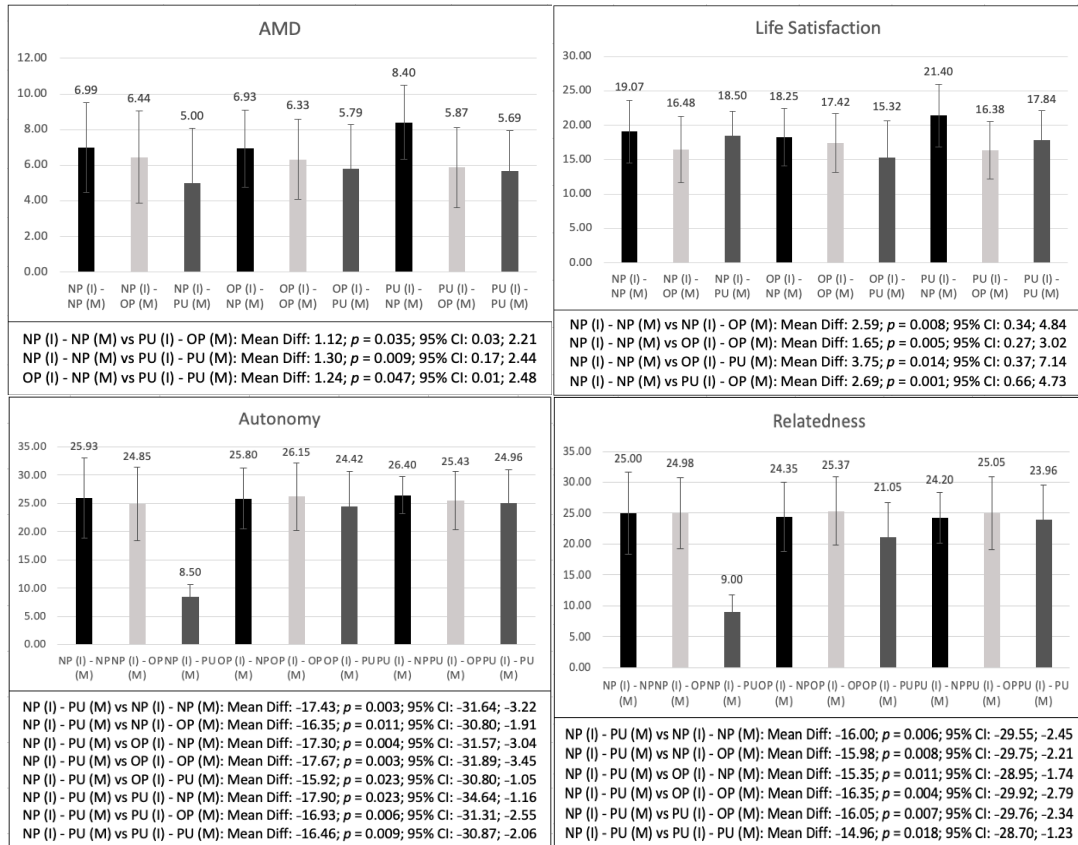 AMD
12.00
10.00
8.00
6.00
4.00
2.00
0.00
6.99
6.44
5.00
6.93
6.33
5.79
8.40
5.87
5.69
NP (I) - NP (M)
NP (I) - OP (M)
NP (I) - PU (M)
OP (I) - NP (M)
OP (I) - OP (M)
OP (I) - PU (M)
PU (I) - NP (M)
PU (I) - OP (M)
PU (I) - PU (M)
NP (I) - NP (M) vs PU (I) - OP (M): Mean Diff: 1.12; p = 0.035; 95% CI: 0.03; 2.21
NP (I) - NP (M) vs PU (I) - PU (M): Mean Diff: 1.30; p = 0.009; 95% CI: 0.17; 2.44
OP (I) - NP (M) vs PU (I) - PU (M): Mean Diff: 1.24; p = 0.047; 95% CI: 0.01; 2.48
Life Satisfaction
30.00
25.00
20.00
15.00
10.00
5.00
0.00
19.07
16.48
18.50
18.25
17.42
15.32
21.40
16.38
17.84
NP (I) - NP (M)
NP (I) - OP (M)
NP (I) - PU (M)
OP (I) - NP (M)
OP (I) - OP (M)
OP (I) - PU (M)
PU (I) - NP (M)
PU (I) - OP (M)
PU (I) - PU (M)
NP (I) - NP (M) vs NP (I) - OP (M): Mean Diff: 2.59; p = 0.008; 95% CI: 0.34; 4.84
NP (I) - NP (M) vs OP (I) - OP (M): Mean Diff: 1.65; p = 0.005; 95% CI: 0.27; 3.02
NP (I) - NP (M) vs OP (I) - PU (M): Mean Diff: 3.75; p = 0.014; 95% CI: 0.37; 7.14
NP (I) - NP (M) vs PU (I) - OP (M): Mean Diff: 2.69; p = 0.001; 95% CI: 0.66; 4.73
Autonomy
35.00
30.00
25.00
20.00
15.00
10.00
5.00
0.00
25.93
24.85
8.50
25.80
26.15
24.42
26.40
25.43
24.96
NP (I) - NP (M)
NP (I) - OP (M)
NP (I) - PU (M)
OP (I) - NP (M)
OP (I) - OP (M)
OP (I) - PU (M)
PU (I) - NP (M)
PU (I) - OP (M)
PU (I) - PU (M)
NP (I) - PU (M) vs NP (I) - NP (M): Mean Diff: -17.43; p = 0.003; 95% CI: -31.64; -3.22
NP (I) - PU (M) vs NP (I) - OP (M): Mean Diff: -16.35; p = 0.011; 95% CI: -30.80; -1.91
NP (I) - PU (M) vs OP (I) - NP (M): Mean Diff: -17.30; p = 0.004; 95% CI: -31.57; -3.04
NP (I) - PU (M) vs OP (I) - OP (M): Mean Diff: -17.67; p = 0.003; 95% CI: -31.89; -3.45
NP (I) - PU (M) vs OP (I) - PU (M): Mean Diff: -15.92; p = 0.023; 95% CI: -30.80; -1.05
NP (I) - PU (M) vs PU (I) - NP (M): Mean Diff: -17.90; p = 0.023; 95% CI: -34.64; -1.16
NP (I) - PU (M) vs PU (I) - OP (M): Mean Diff: -16.93; p = 0.006; 95% CI: -31.31; -2.55
NP (I) - PU (M) vs PU (I) - PU (M): Mean Diff: -16.46; p = 0.009; 95% CI: -30.87; -2.06
Relatedness
35.00
30.00
25.00
20.00
15.00
10.00
5.00
0.00
25.00
24.98
9.00
24.35
25.37
21.05
24.20
25.05
23.96
NP (I) - NP (M)
NP (I) - OP (M)
NP (I) - PU (M)
OP (I) - NP (M)
OP (I) - OP (M)
OP (I) - PU (M)
PU (I) - NP (M)
PU (I) - OP (M)
PU (I) - PU (M)
NP (I) - PU (M) vs NP (I) - NP (M): Mean Diff: -16.00; p = 0.006; 95% CI: -29.55; -2.45
NP (I) - PU (M) vs NP (I) - OP (M): Mean Diff: -15.98; p = 0.008; 95% CI: -29.75; -2.21
NP (I) - PU (M) vs OP (I) - NP (M): Mean Diff: -15.35; p = 0.011; 95% CI: -28.95; -1.74
NP (I) - PU (M) vs OP (I) - OP (M): Mean Diff: -16.35; p = 0.004; 95% CI: -29.92; -2.79
NP (I) - PU (M) vs PU (I) - OP (M): Mean Diff: -16.05; p = 0.007; 95% CI: -29.76; -2.34
NP (I) - PU (M) vs PU (I) - PU (M): Mean Diff: -14.96; p = 0.018; 95% CI: -28.70; -1.23